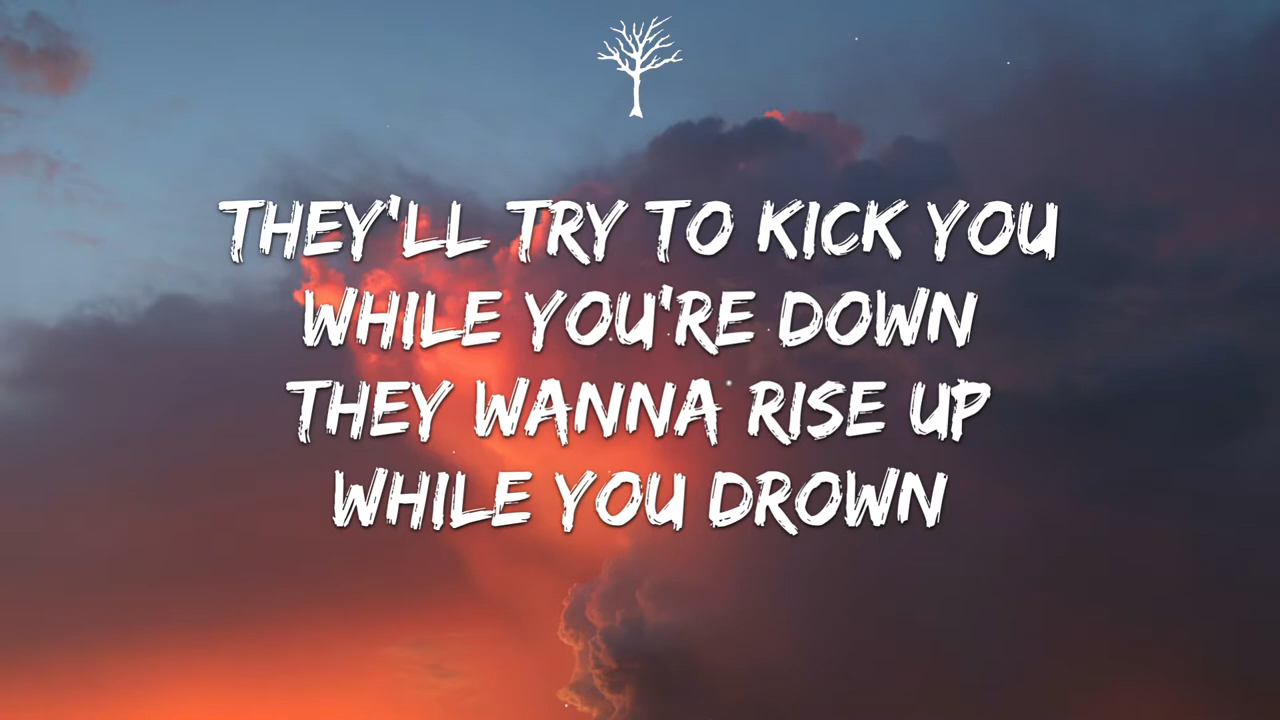 THEY'LL TRY TO KICK YOU
WHILE YOU'RE DOWN
THEY WANNA RISE UP
WHILE YOU DROWN